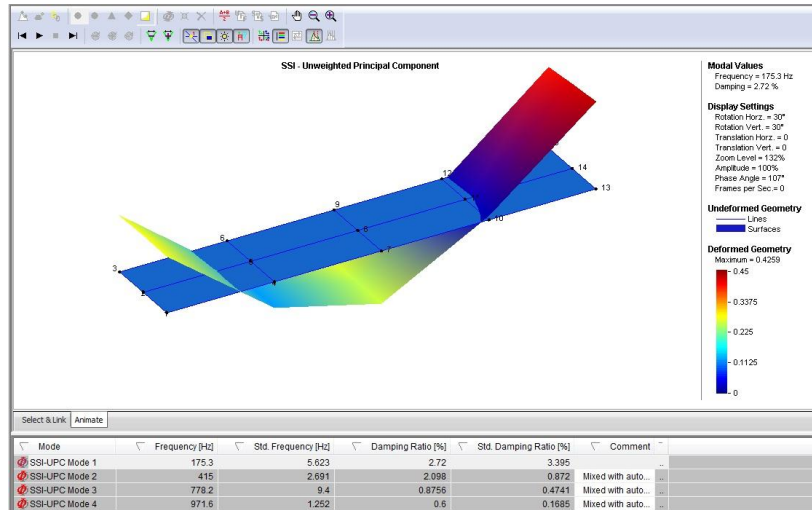 SSI - Unweighted Principal Component
Modal Values
Frequency = 175.3 Hz
Damping = 2.72 %
Display Settings
Rotation Horz. = 30°
Rotation Vert. = 30°
Translation Horz. = 0
Translation Vert. = 0
Zoom Level = 132%
Amplitude = 100%
Phase Angle = 107°
Frames per Sec.= 0
Undeformed Geometry
Lines
Surfaces
Deformed Geometry
Maximum = 0.4259
0.45
0.3375
0.225
0.1125
0
12
14
13
9
10
6
8
7
3
5
2
4
1
Select & Link Animate
Mode Frequency [Hz] Std. Frequency [Hz] Damping Ratio [%] Std. Damping Ratio [%] Comment
SSI-UPC Mode 1 175.3 5.623 2.72 3.395 ..
SSI-UPC Mode 2 415 2.691 2.098 0.872 Mixed with auto... ..
SSI-UPC Mode 3 778.2 9.4 0.8756 0.4741 Mixed with auto... ..
SSI-UPC Mode 4 971.6 1.252 0.6 0.1685 Mixed with auto... ..